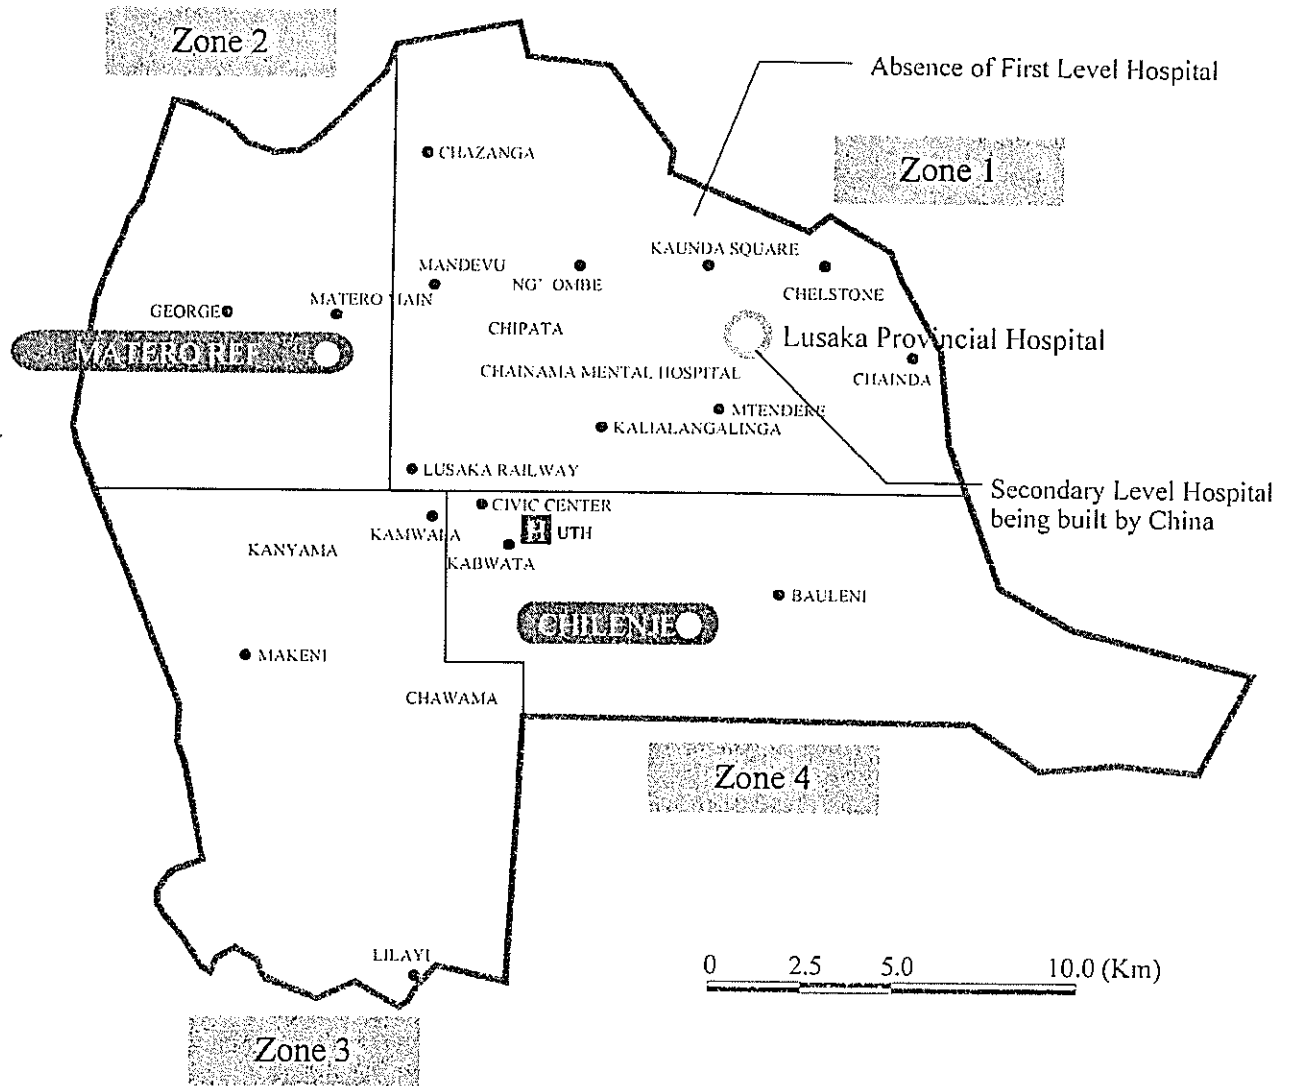 Zone 2
Absence of First Level Hospital
CHAZANGA
Zone 1
KAUNDA SQUARE
MANDEVU
NG' OMBE
CHELSTONE
GEORGE
MATERO MAIN
CHIPATA
Lusaka Provincial Hospital
MATERO REF
CHAINAMA MENTAL HOSPITAL
CHAINDA
MTENDERE
KALIALANGALINGA
LUSAKA RAILWAY
Secondary Level Hospital
being built by China
CIVIC CENTER
KAMWALA
H UTH
KANYAMA
KABWATA
BAULENI
CHILENJE
MAKENI
CHAWAMA
Zone 4
LILAYI
0 2.5 5.0 10.0 (Km)
Zone 3